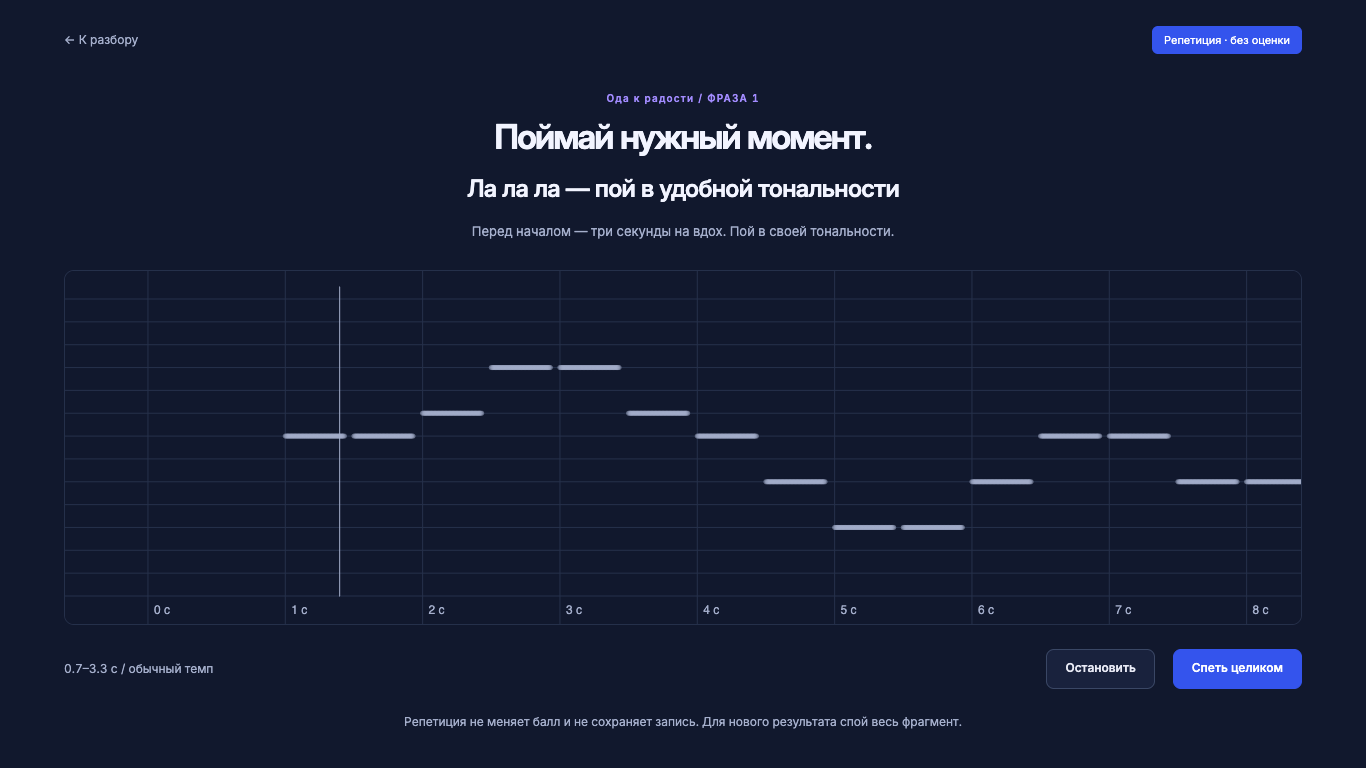 ← К разбору
Репетиция · без оценки
Ода к радости / ФРАЗА 1
Поймай нужный момент.
Ла ла ла — пой в удобной тональности
Перед началом — три секунды на вдох. Пой в своей тональности.
0 с 1 с 2 с 3 с 4 с 5 с 6 с 7 с 8 с
0.7–3.3 с / обычный темп
Остановить
Спеть целиком
Репетиция не меняет балл и не сохраняет запись. Для нового результата спой весь фрагмент.